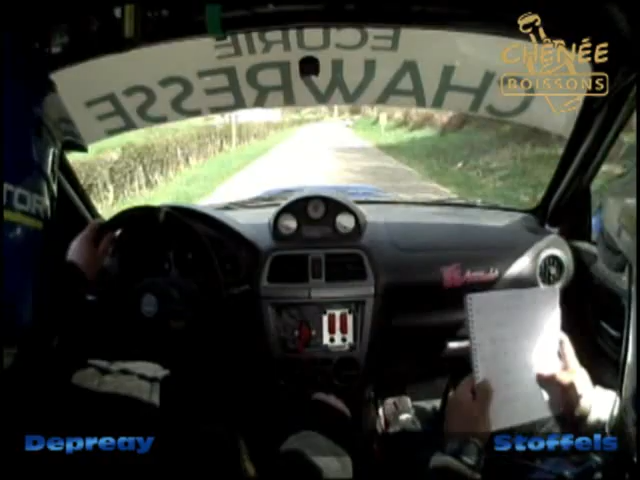 CHÊNÉE
BOISSONS
ECURIE
CHAWRESSE
Depreay
Stoffels